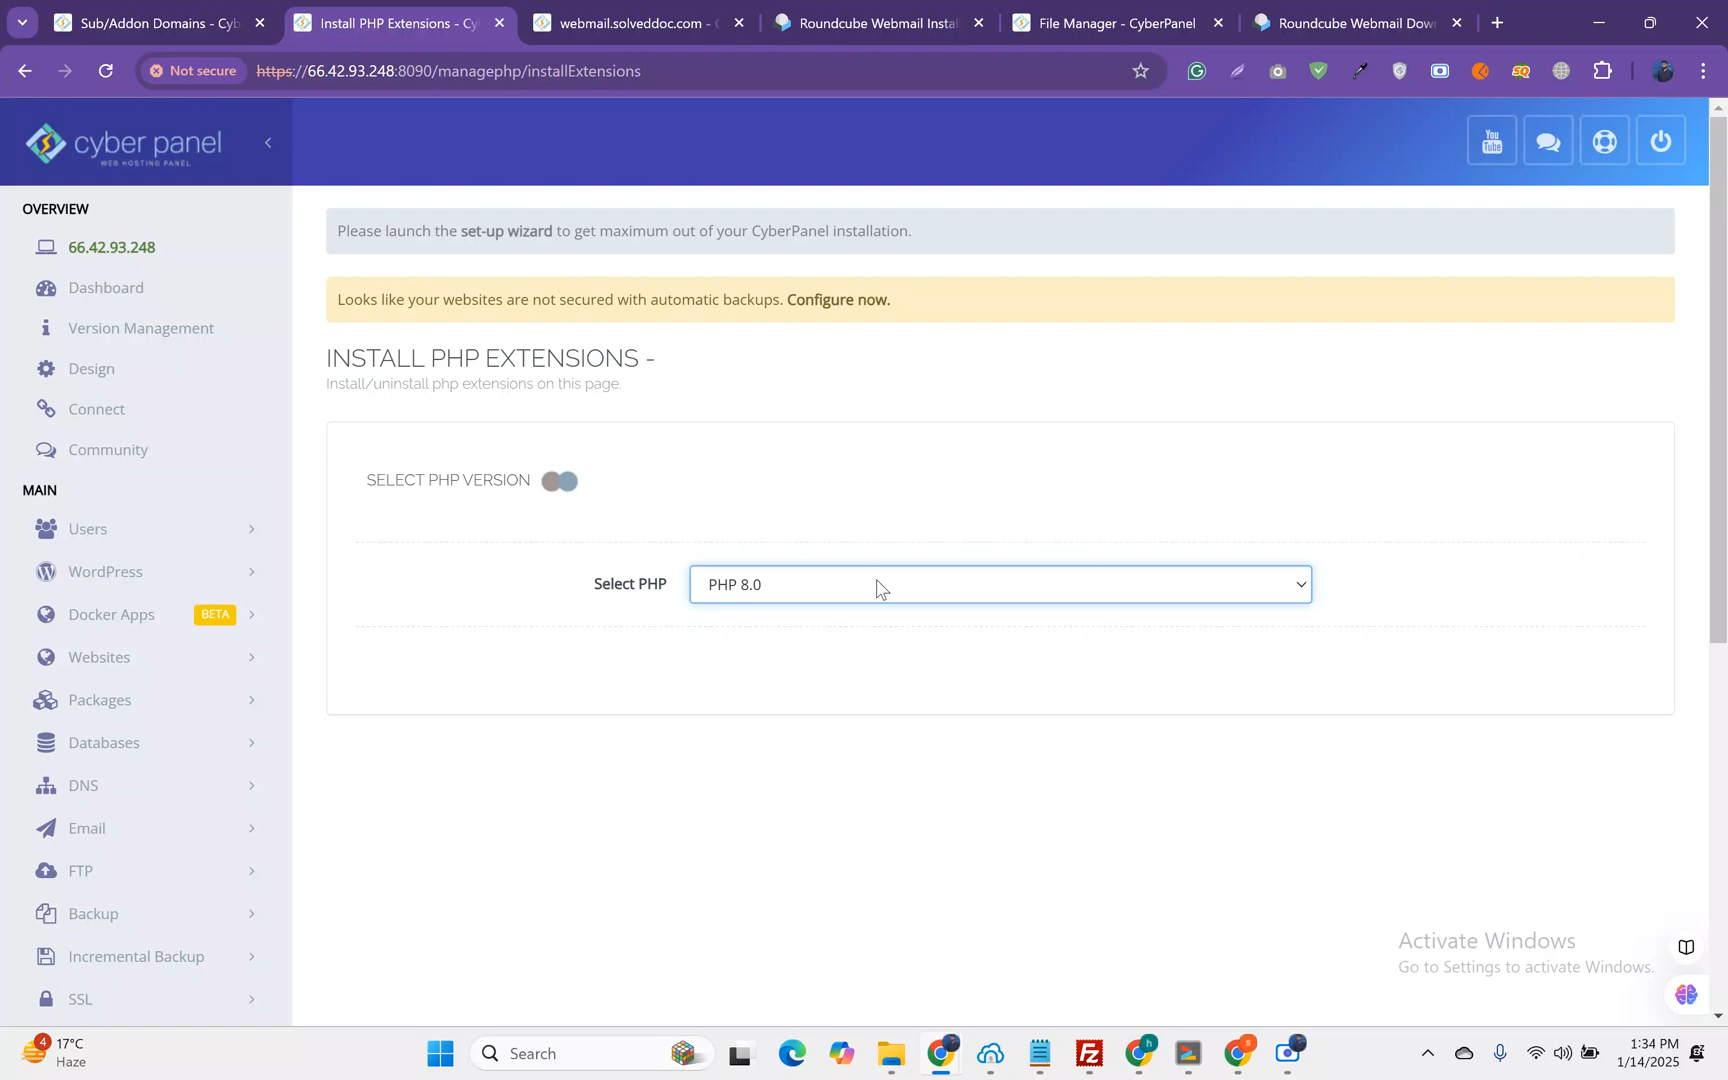 Sub/Addon Domains - Cyb
Install PHP Extensions - Cy
webmail.solveddoc.com - C
Roundcube Webmail Instal
File Manager - CyberPanel
Roundcube Webmail Dow
Not secure
https://66.42.93.248:8090/managephp/installExtensions
cyber panel
WEB HOSTING PANEL
You
Tube
OVERVIEW
66.42.93.248
Dashboard
Version Management
Design
Connect
Community
MAIN
Users
WordPress
Docker Apps BETA
Websites
Packages
Databases
DNS
Email
FTP
Backup
Incremental Backup
SSL
Please launch the set-up wizard to get maximum out of your CyberPanel installation.
Looks like your websites are not secured with automatic backups. Configure now.
INSTALL PHP EXTENSIONS -
Install/uninstall php extensions on this page.
SELECT PHP VERSION
Select PHP PHP 8.0
Activate Windows
Go to Settings to activate Windows.
4
17°C
Haze
Search
1:34 PM
1/14/2025